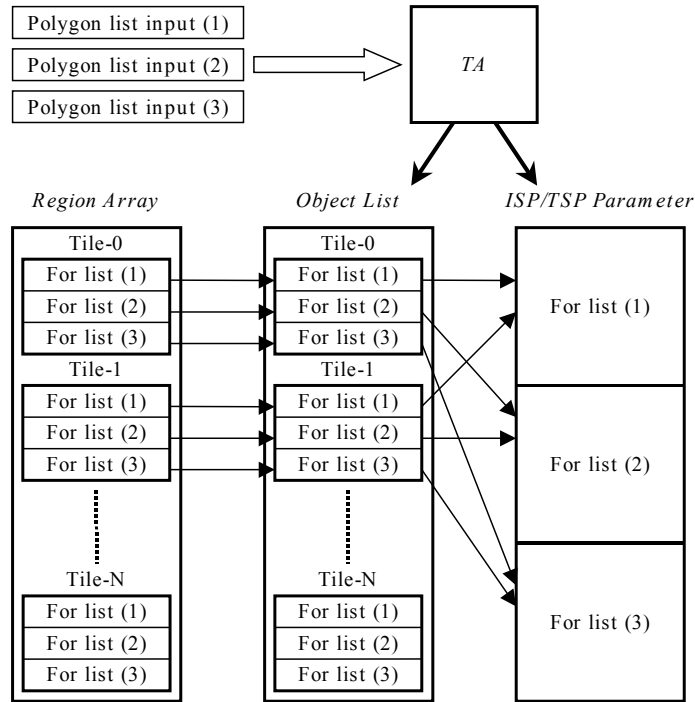 Polygon list input (1)
Polygon list input (2)
Polygon list input (3)
TA
Region Array
Tile-0
For list (1)
For list (2)
For list (3)
Tile-1
For list (1)
For list (2)
For list (3)
Tile-N
For list (1)
For list (2)
For list (3)
Object List
Tile-0
For list (1)
For list (2)
For list (3)
Tile-1
For list (1)
For list (2)
For list (3)
Tile-N
For list (1)
For list (2)
For list (3)
ISP/TSP Parameter
For list (1)
For list (2)
For list (3)